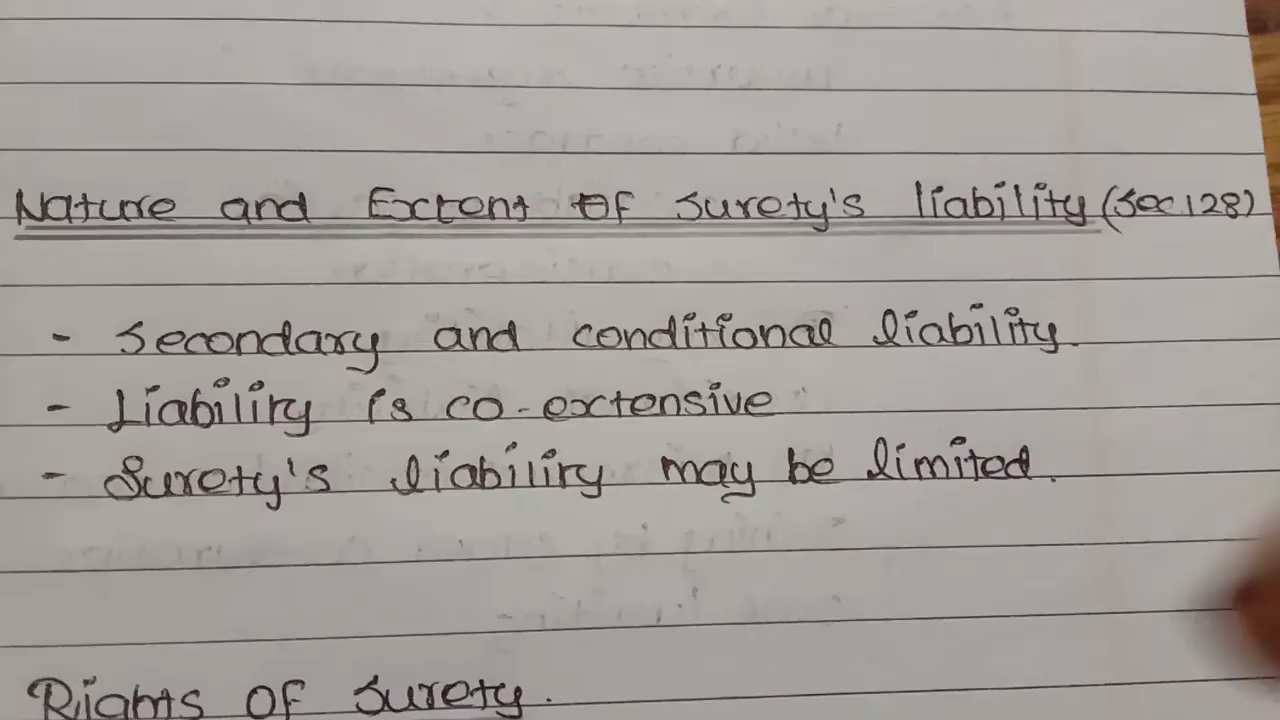 Nature and Extent of surety's liability (Sec 128)
- Secondary and conditional liability.
- Liability is co-extensive
- Surety's liability may be limited.
Rights of surety.